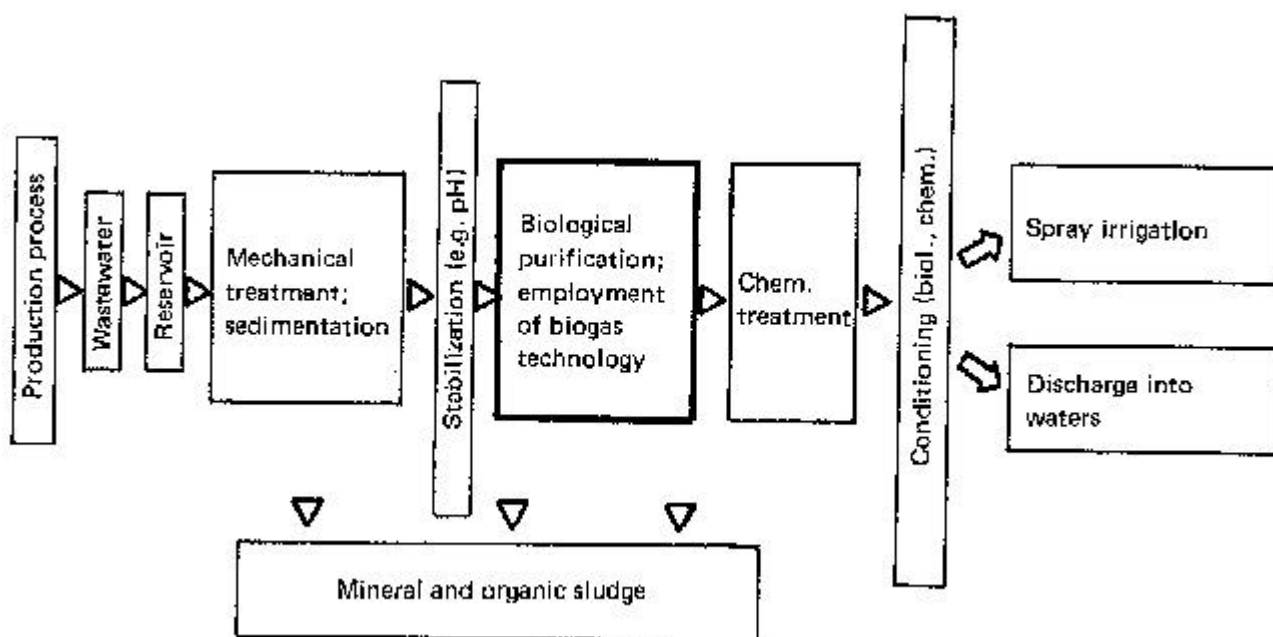 Production process
Wastewater
Reservoir
Mechanical
treatment;
sedimentation
Stabilization (e.g. pH)
Biological
purification;
employment
of biogas
technology
Chem.
treatment
Conditioning (biol., chem.)
Spray irrigation
Discharge into
waters
Mineral and organic sludge